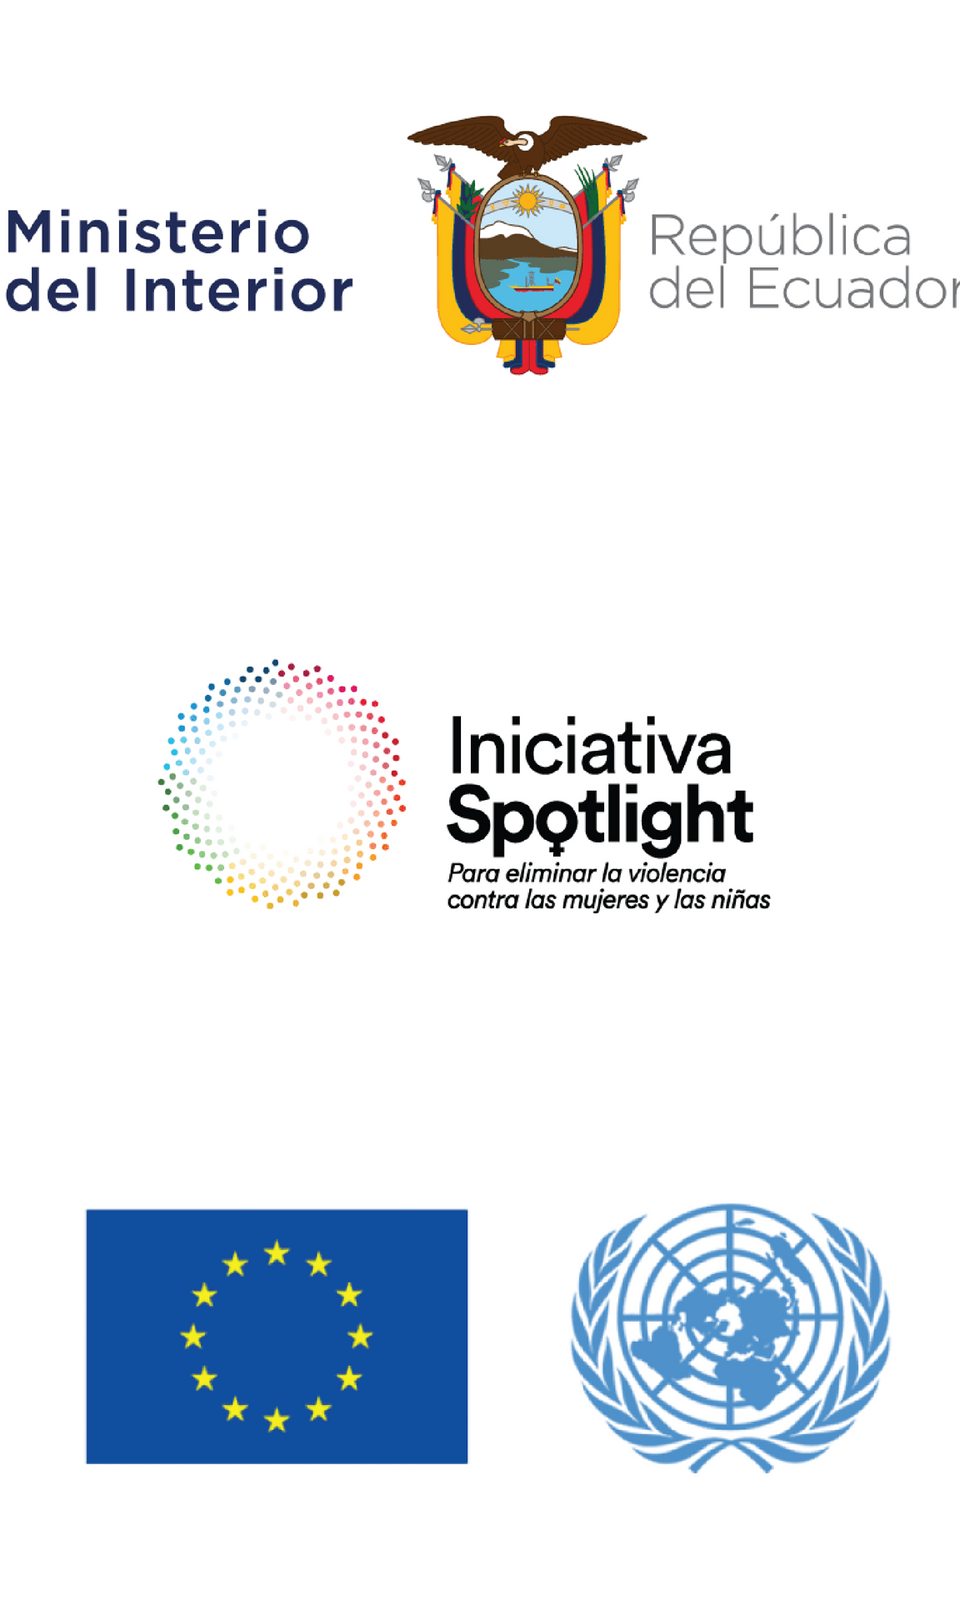 Ministerio
del Interior
República
del Ecuador
Iniciativa
Spotlight
Para eliminar la violencia
contra las mujeres y las niñas